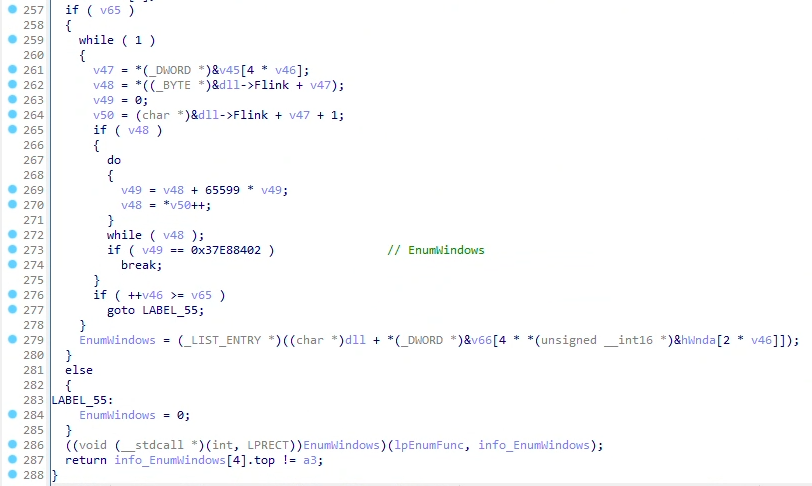 257 if ( v65 )
258 {
259 while ( 1 )
260 {
261 v47 = *(_DWORD *)&v45[4 * v46];
262 v48 = *((_BYTE *)&dll->Flink + v47);
263 v49 = 0;
264 v50 = (char *)&dll->Flink + v47 + 1;
265 if ( v48 )
266 {
267 do
268 {
269 v49 = v48 + 65599 * v49;
270 v48 = *v50++;
271 }
272 while ( v48 );
273 if ( v49 == 0x37E88402 ) // EnumWindows
274 break;
275 }
276 if ( ++v46 >= v65 )
277 goto LABEL_55;
278 }
279 EnumWindows = (_LIST_ENTRY *)((char *)dll + *(_DWORD *)&v66[4 * *(unsigned __int16 *)&hWnda[2 * v46]]);
280 }
281 else
282 {
283 LABEL_55:
284 EnumWindows = 0;
285 }
286 ((void (__stdcall *)(int, LPRECT))EnumWindows)(lpEnumFunc, info_EnumWindows);
287 return info_EnumWindows[4].top != a3;
288 }